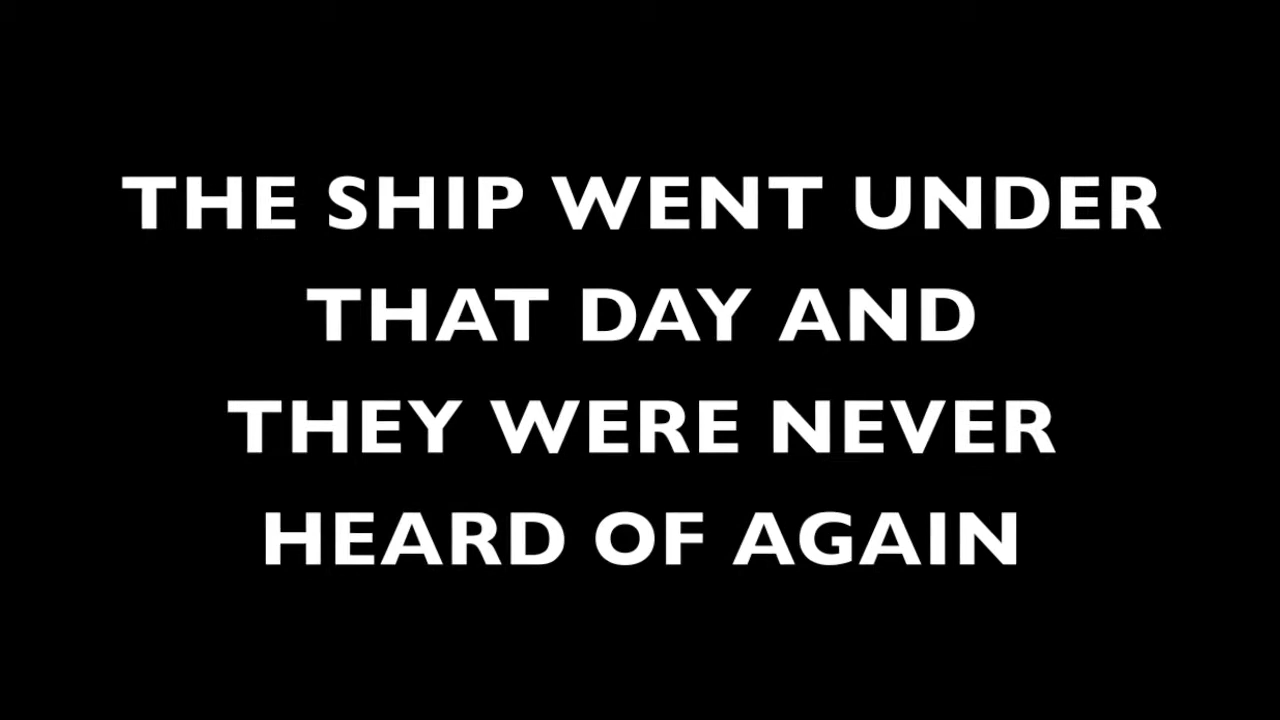 THE SHIP WENT UNDER
THAT DAY AND
THEY WERE NEVER
HEARD OF AGAIN